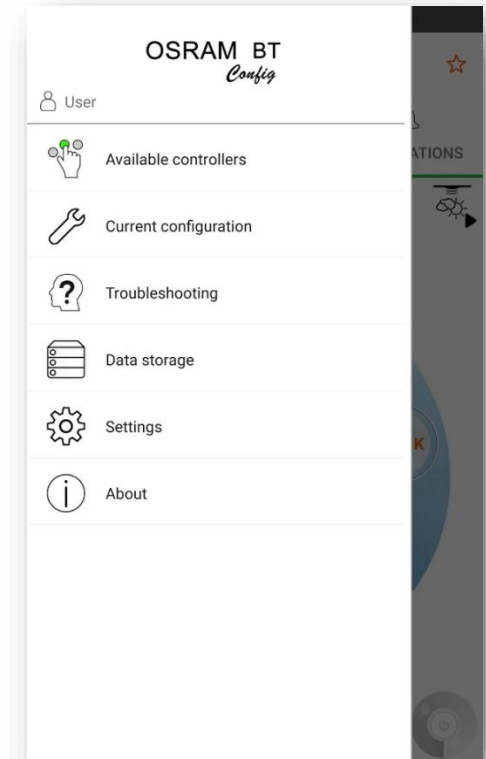 OSRAM BT
Config
User
Available controllers
ATIONS
Current configuration
Troubleshooting
Data storage
K
Settings
About